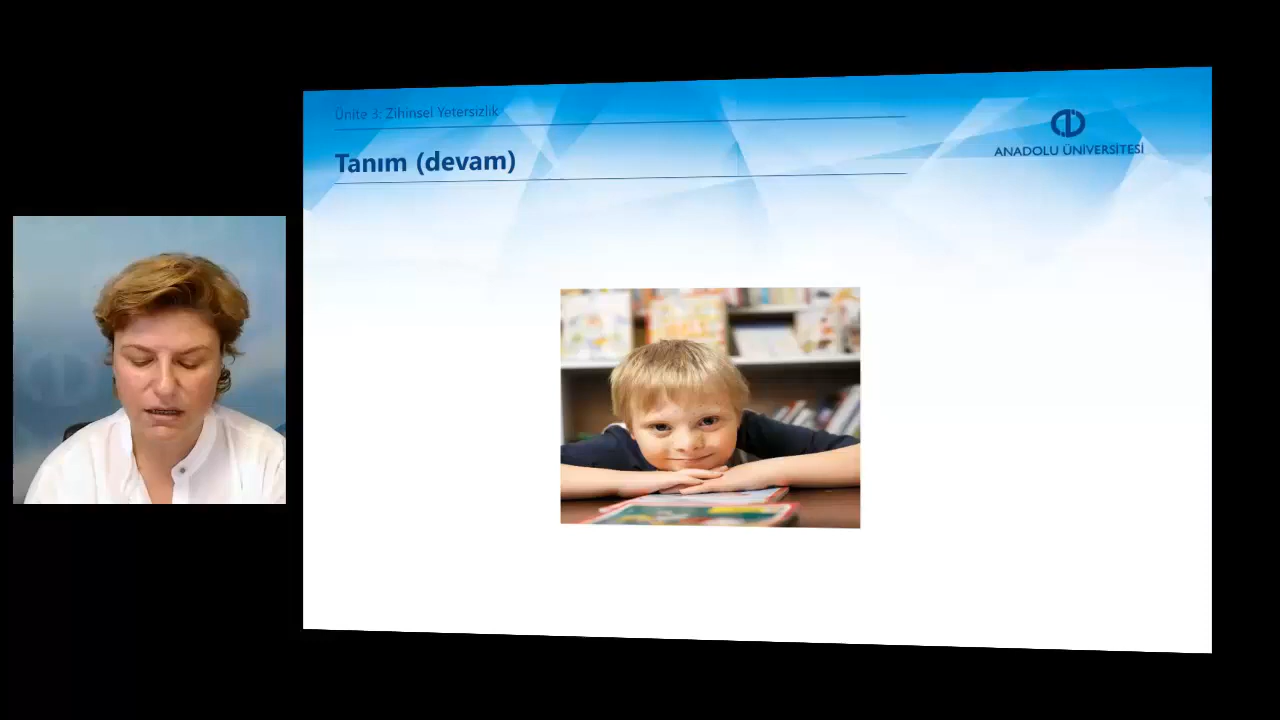 Ünite 3: Zihinsel Yetersizlik
Tanım (devam)
ANADOLU ÜNİVERSİTESİ